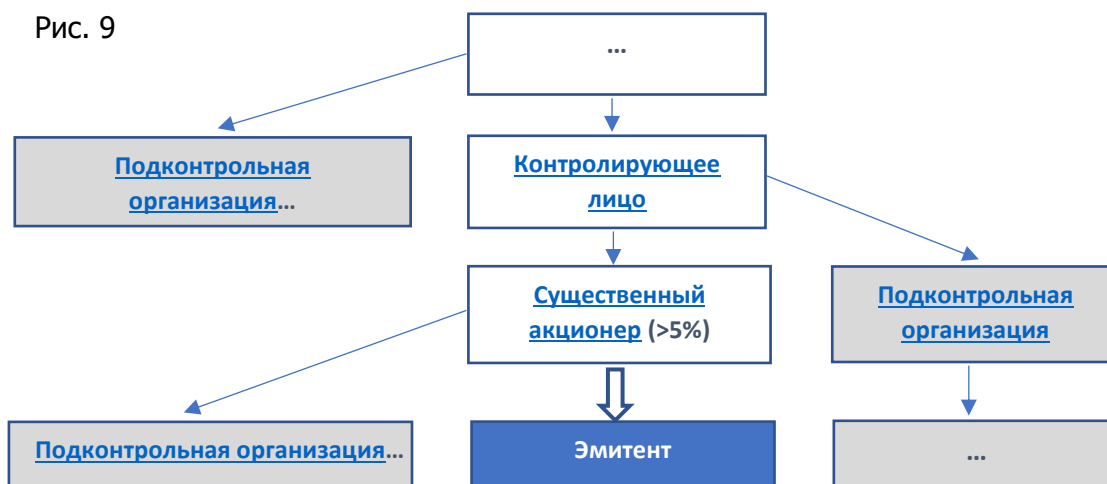 Рис. 9
…
Подконтрольная
организация…
Контролирующее
лицо
Существенный
акционер (>5%)
Подконтрольная
организация
Подконтрольная организация…
Эмитент
…